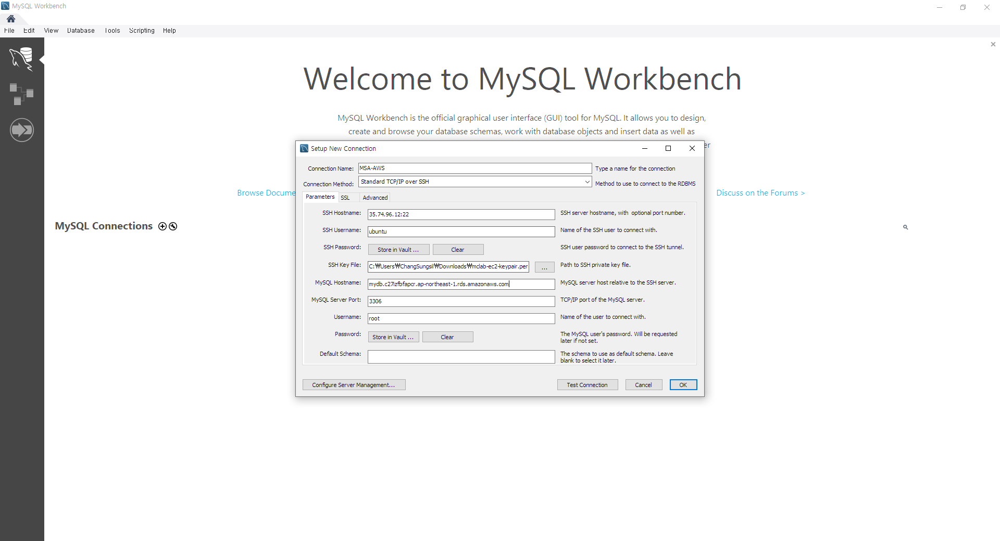 MySQL Workbench
File Edit View Database Tools Scripting Help
Welcome to MySQL Workbench
MySQL Workbench is the official graphical user interface (GUI) tool for MySQL. It allows you to design,
create and browse your database schemas, work with database objects and insert data as well as
er
Browse Docume
Discuss on the Forums >
MySQL Connections
Setup New Connection
Connection Name: MSA-AWS Type a name for the connection
Connection Method: Standard TCP/IP over SSH Method to use to connect to the RDBMS
Parameters SSL Advanced
SSH Hostname: 35.74.96.12:22 SSH server hostname, with optional port number.
SSH Username: ubuntu Name of the SSH user to connect with.
SSH Password: Store in Vault ... Clear SSH user password to connect to the SSH tunnel.
SSH Key File: C:₩Users₩ChangSungsil₩Downloads₩mclab-ec2-keypair.per ... Path to SSH private key file.
MySQL Hostname: mydb.c27izfbfapcr.ap-northeast-1.rds.amazonaws.com MySQL server host relative to the SSH server.
MySQL Server Port: 3306 TCP/IP port of the MySQL server.
Username: root Name of the user to connect with.
Password: Store in Vault ... Clear The MySQL user's password. Will be requested
later if not set.
Default Schema: The schema to use as default schema. Leave
blank to select it later.
Configure Server Management... Test Connection Cancel OK